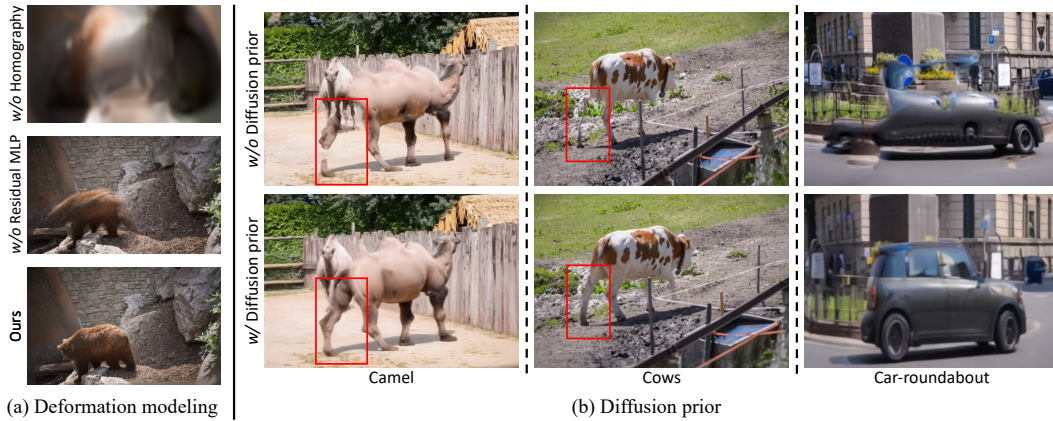 w/o Homography
w/o Residual MLP
Ours
(a) Deformation modeling
w/o Diffusion prior
w/ Diffusion prior
Camel
Cows
Car-roundabout
(b) Diffusion prior